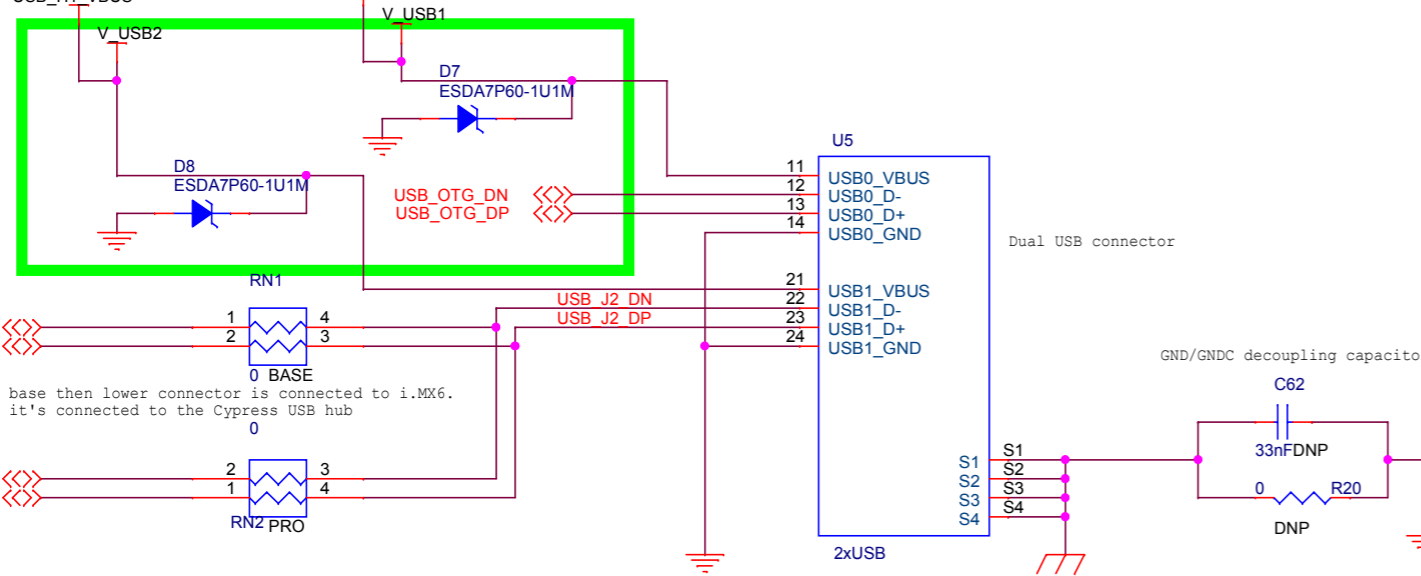 V_USB1
V_USB2
D7
ESDA7P60-1U1M
D8
ESDA7P60-1U1M
USB_OTG_DN
USB_OTG_DP
U5
11 USB0_VBUS
12 USB0_D-
13 USB0_D+
14 USB0_GND
Dual USB connector
21 USB1_VBUS
22 USB1_D-
23 USB1_D+
24 USB1_GND
USB_J2_DN
USB_J2_DP
RN1
1 4
2 3
0 BASE
base then lower connector is connected to i.MX6.
it's connected to the Cypress USB hub
0
2 3
1 4
RN2 PRO
S1 S1
S2 S2
S3 S3
S4 S4
2xUSB
GND/GNDC decoupling capacito
C62
33nFDNP
0 R20
DNP